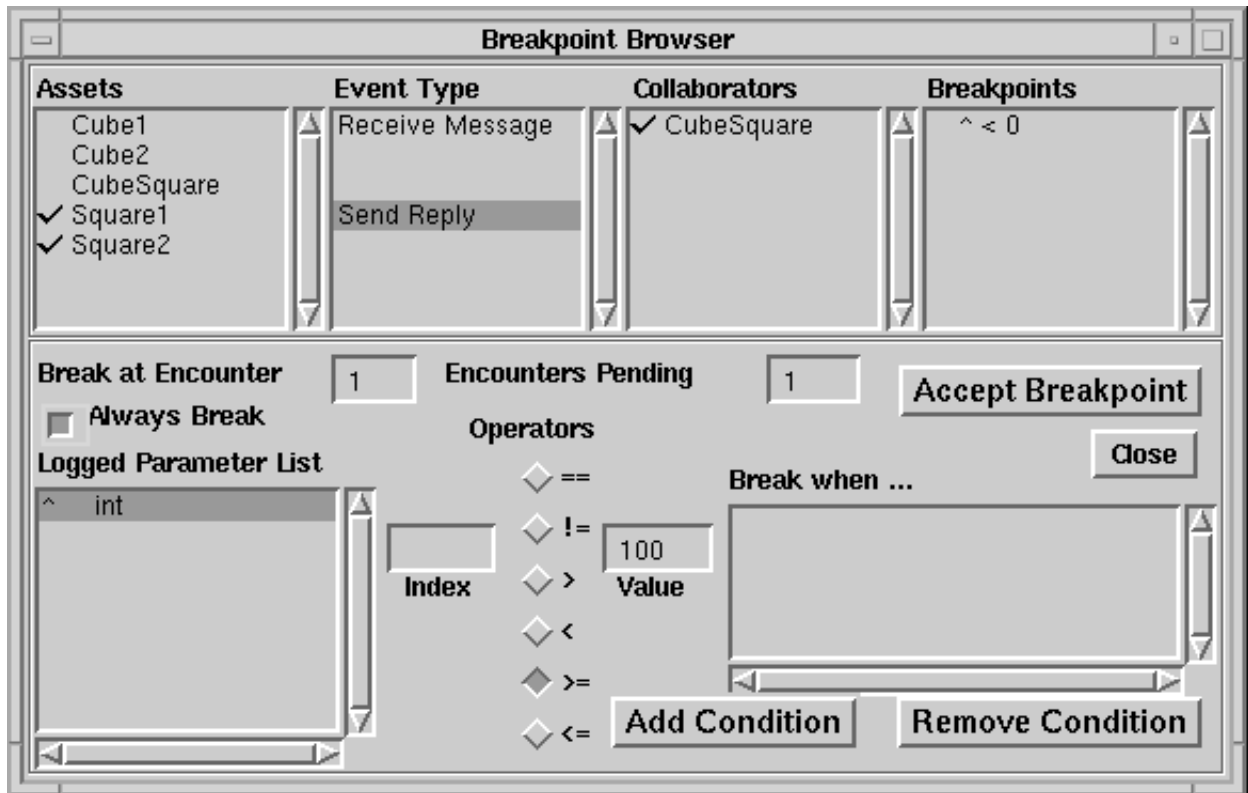 Breakpoint Browser
Assets
Event Type
Collaborators
Breakpoints
Cube1
Cube2
CubeSquare
Square1
Square2
Receive Message
Send Reply
CubeSquare
^ < 0
Break at Encounter
1
Encounters Pending
1
Accept Breakpoint
Always Break
Operators
Close
Logged Parameter List
^ int
Index
==
!=
>
<
>=
<=
100
Value
Break when ...
Add Condition
Remove Condition